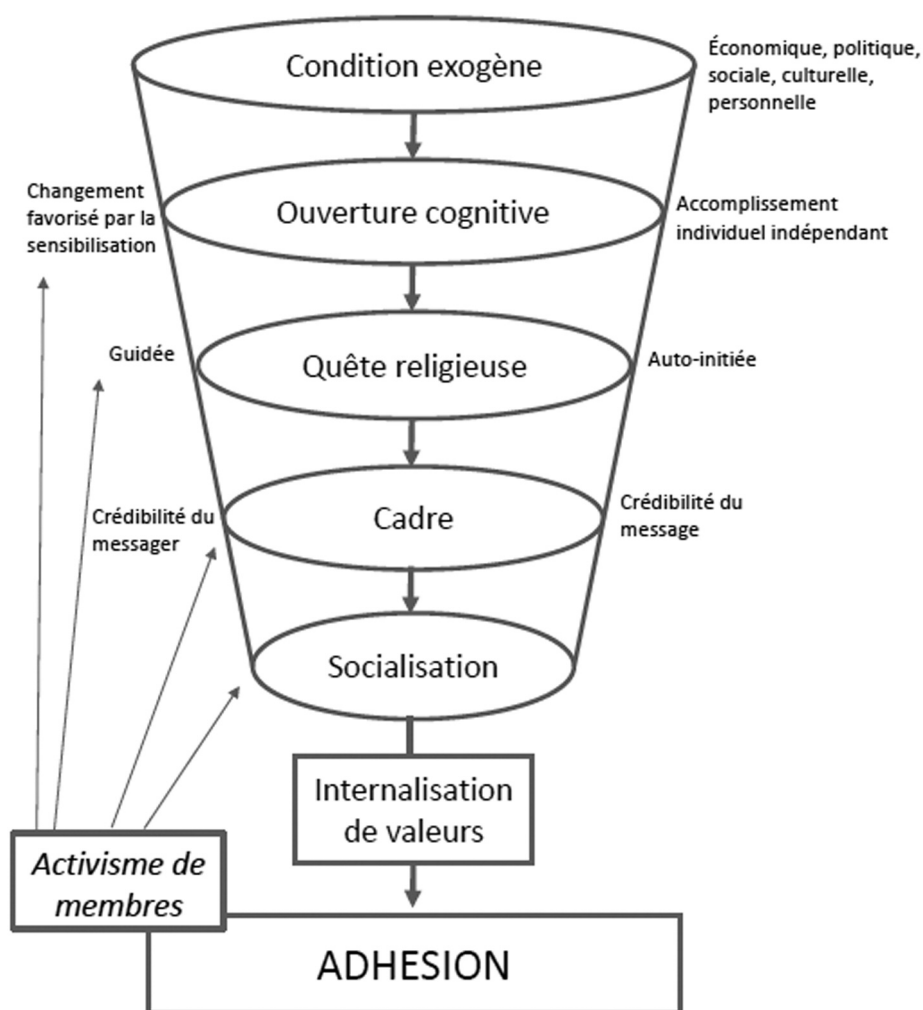 Condition exogène
Économique, politique,
sociale, culturelle,
personnelle
Changement
favorisé par la
sensibilisation
Ouverture cognitive
Accomplissement
individuel indépendant
Guidée
Quête religieuse
Auto-initiée
Crédibilité du
messager
Cadre
Crédibilité du
message
Socialisation
Internalisation
de valeurs
Activisme de
membres
ADHESION